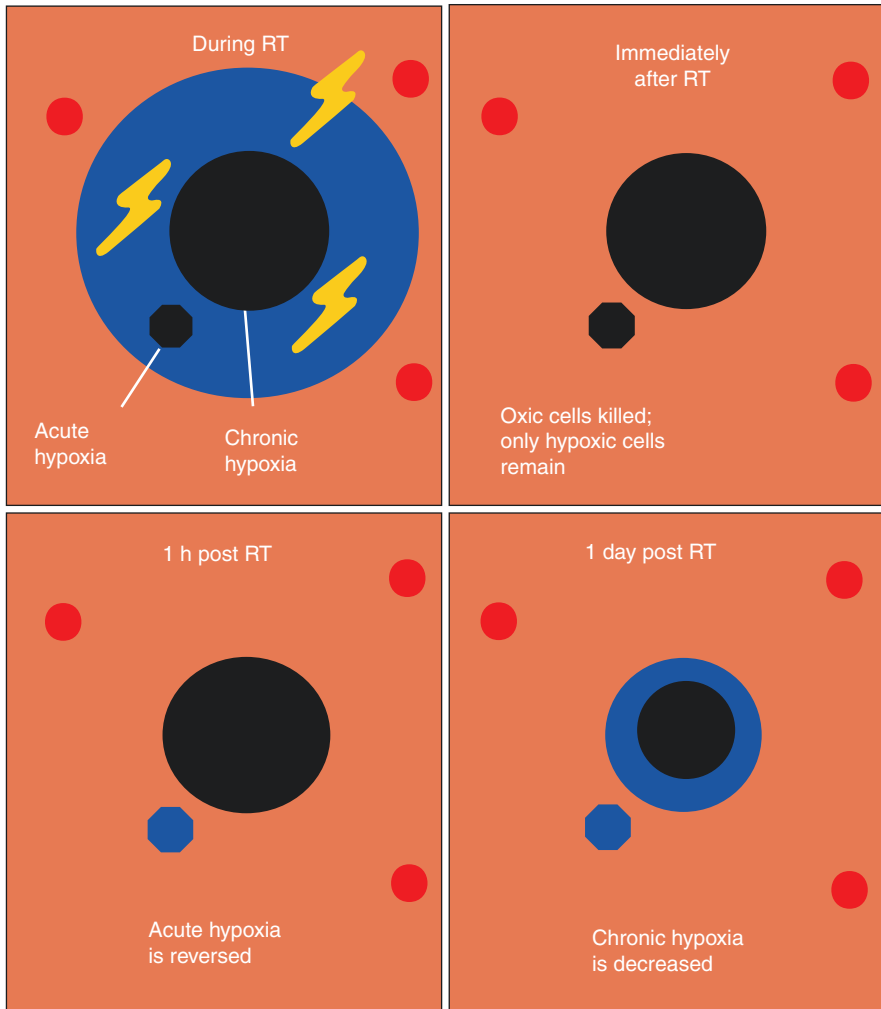 During RT
Acute
hypoxia
Chronic
hypoxia
Immediately
after RT
Oxic cells killed;
only hypoxic cells
remain
1 h post RT
Acute hypoxia
is reversed
1 day post RT
Chronic hypoxia
is decreased